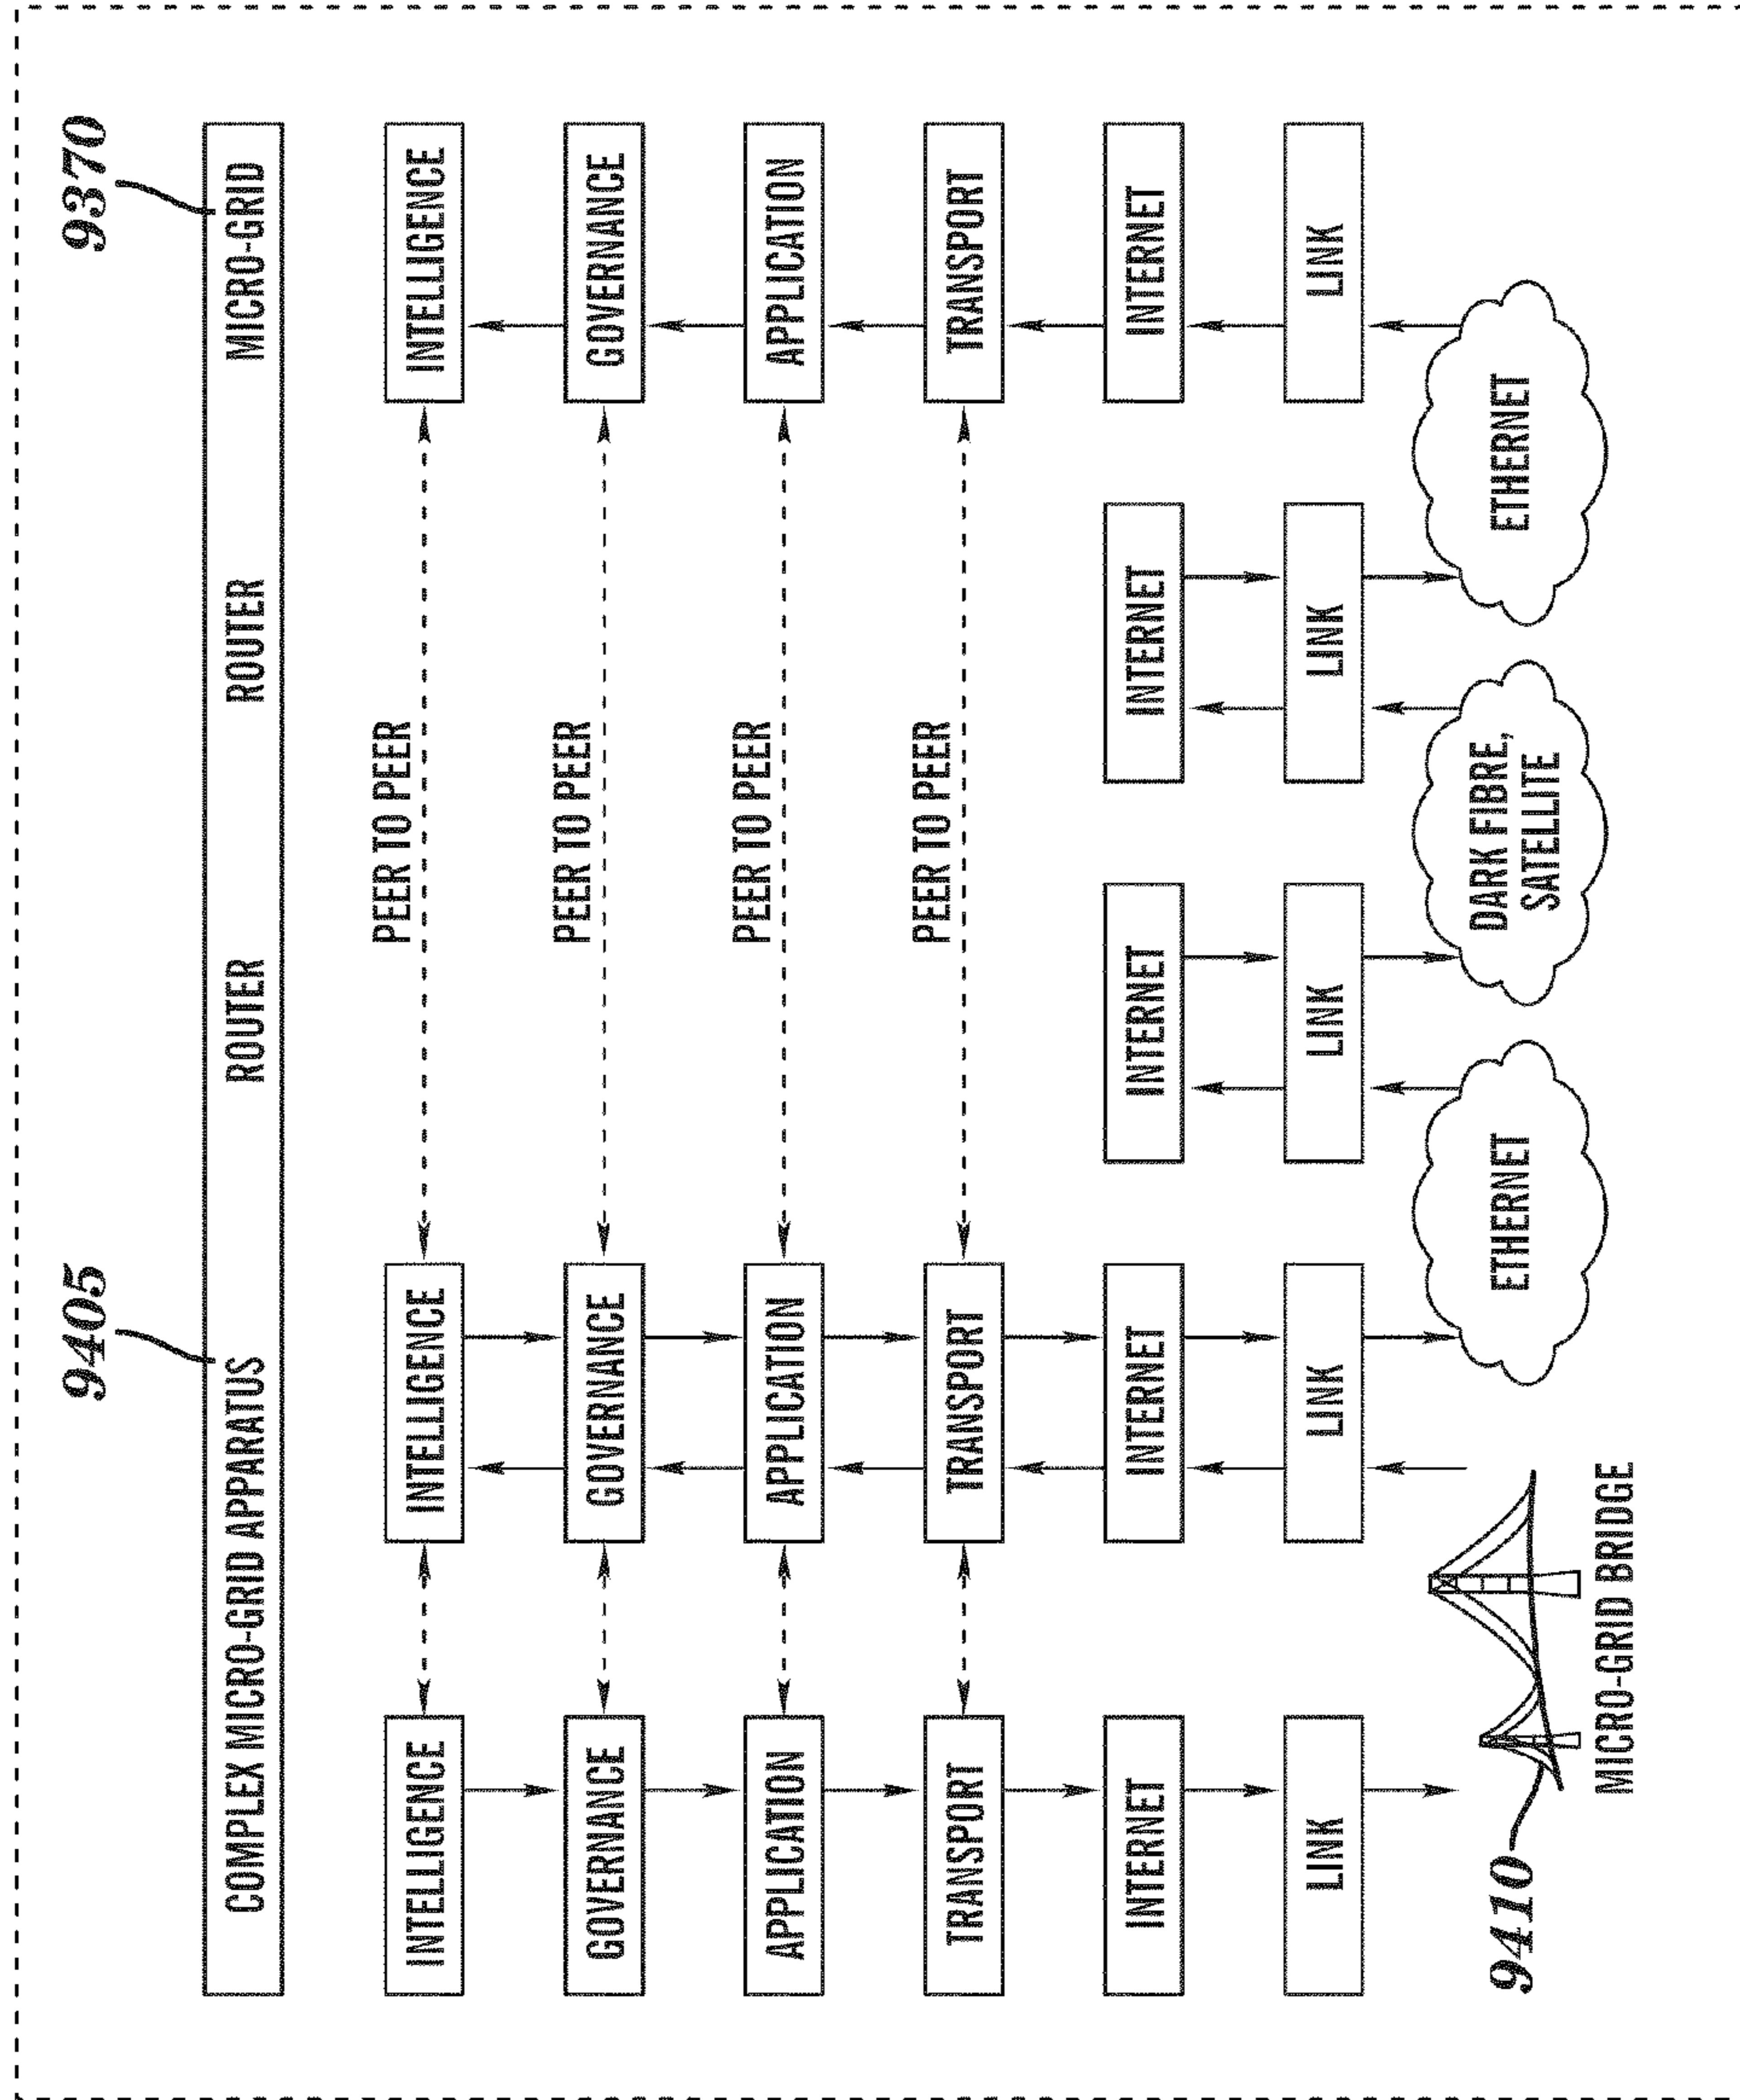 9405
9370
COMPLEX MICRO-GRID APPARATUS ROUTER ROUTER MICRO-GRID
PEER TO PEER
INTELLIGENCE INTELLIGENCE INTELLIGENCE
PEER TO PEER
GOVERNANCE GOVERNANCE GOVERNANCE
PEER TO PEER
APPLICATION APPLICATION APPLICATION
PEER TO PEER
TRANSPORT TRANSPORT TRANSPORT
INTERNET INTERNET INTERNET INTERNET INTERNET
LINK LINK LINK LINK LINK
ETHERNET
DARK FIBRE,
SATELLITE
ETHERNET
9410
MICRO-GRID BRIDGE